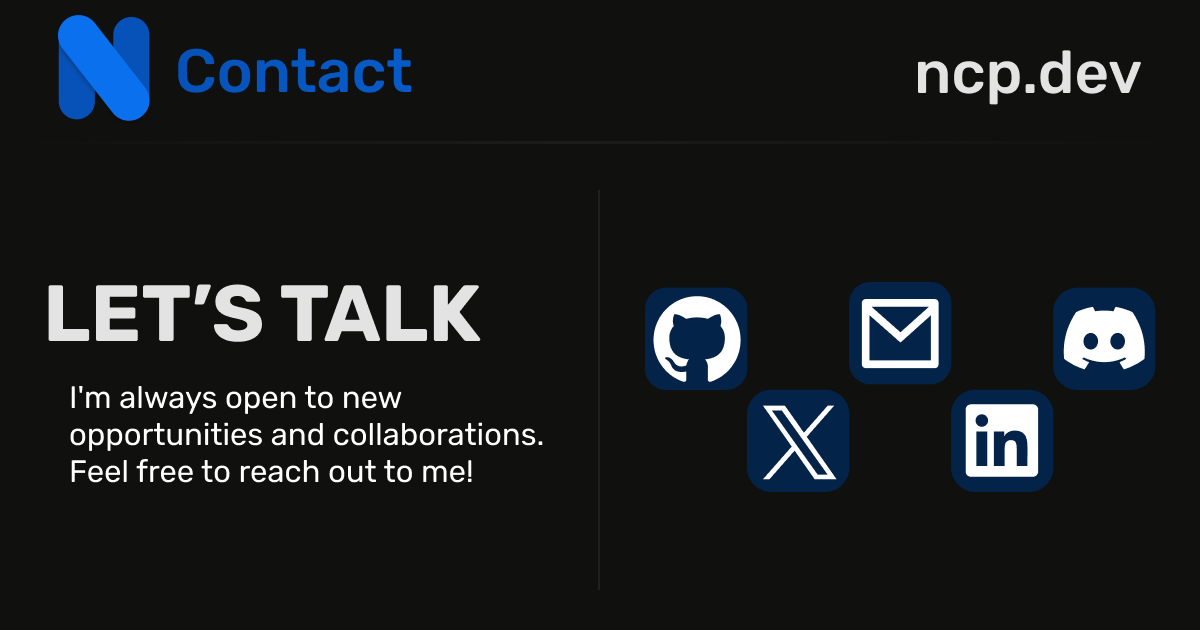 Contact
ncp.dev
LET’S TALK
I'm always open to new
opportunities and collaborations.
Feel free to reach out to me!
in